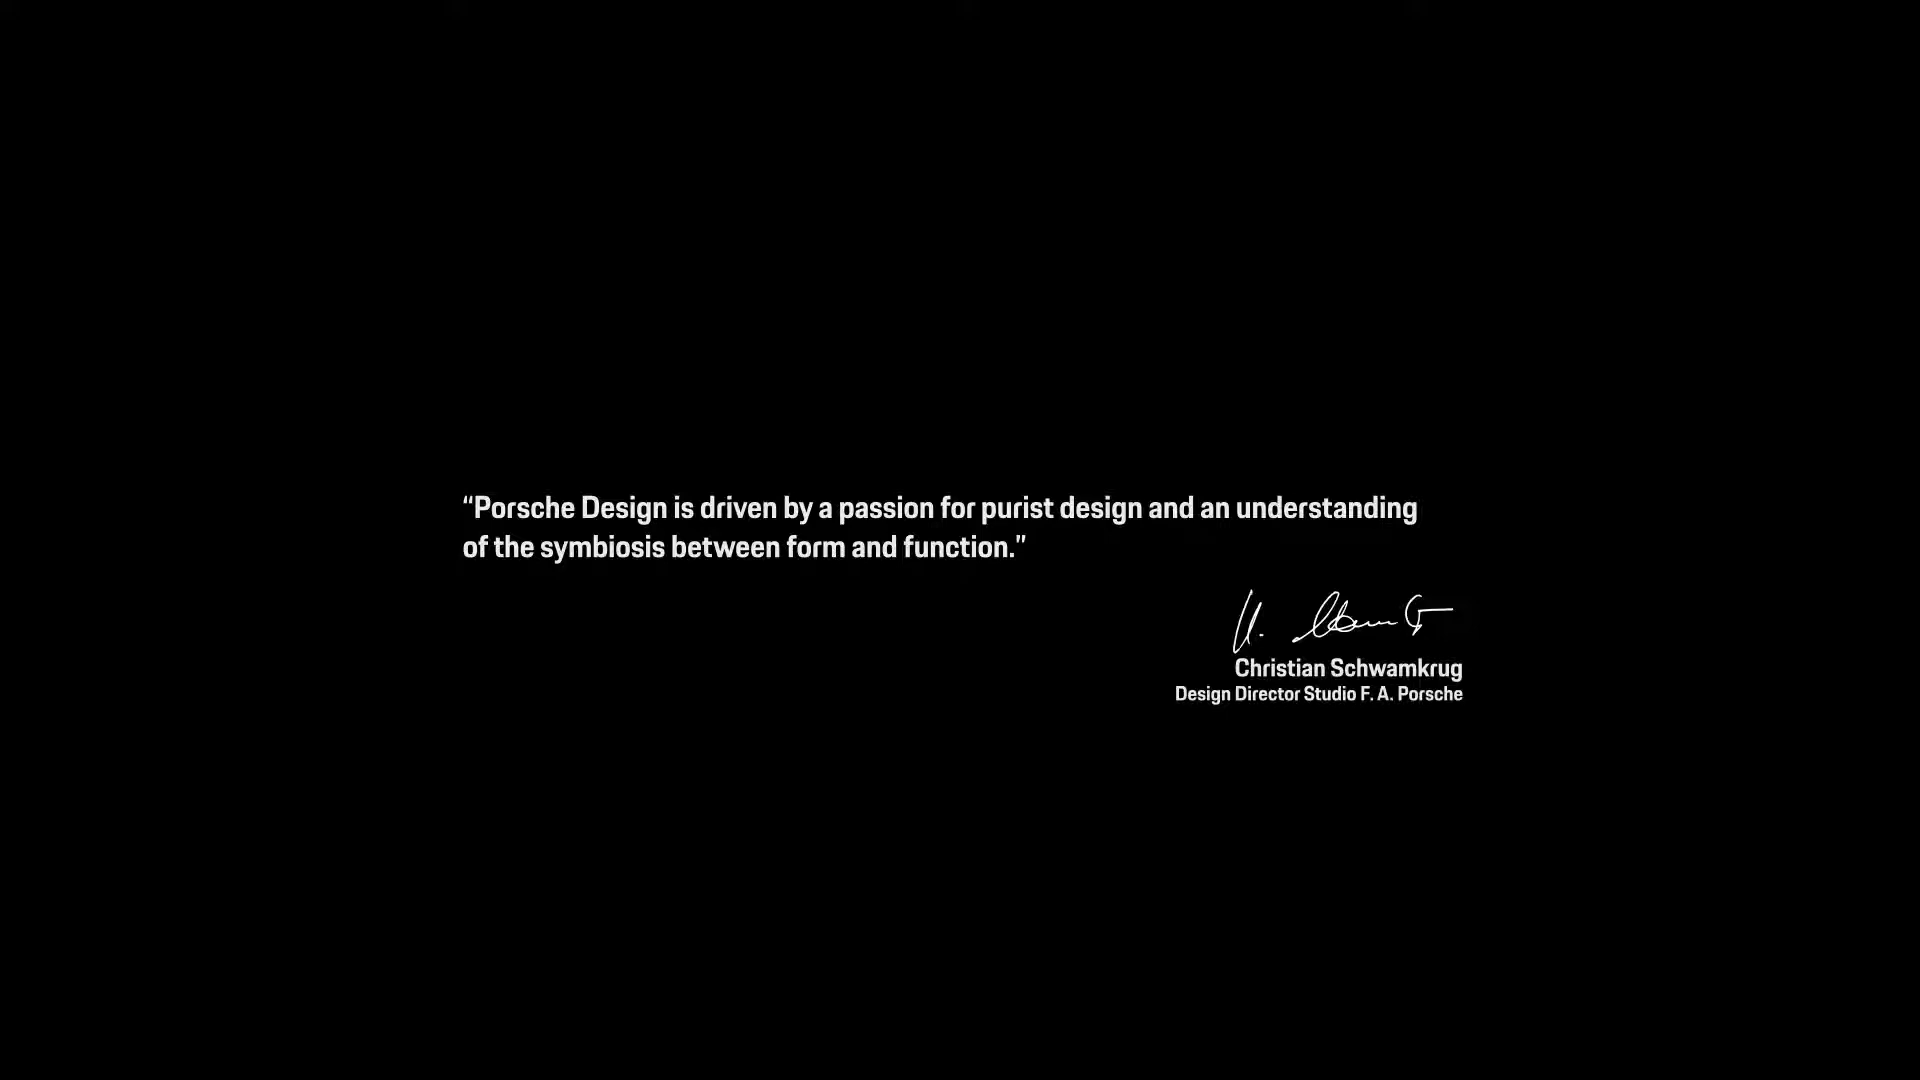 “Porsche Design is driven by a passion for purist design and an understanding
of the symbiosis between form and function.”
Christian Schwamkrug
Design Director Studio F. A. Porsche